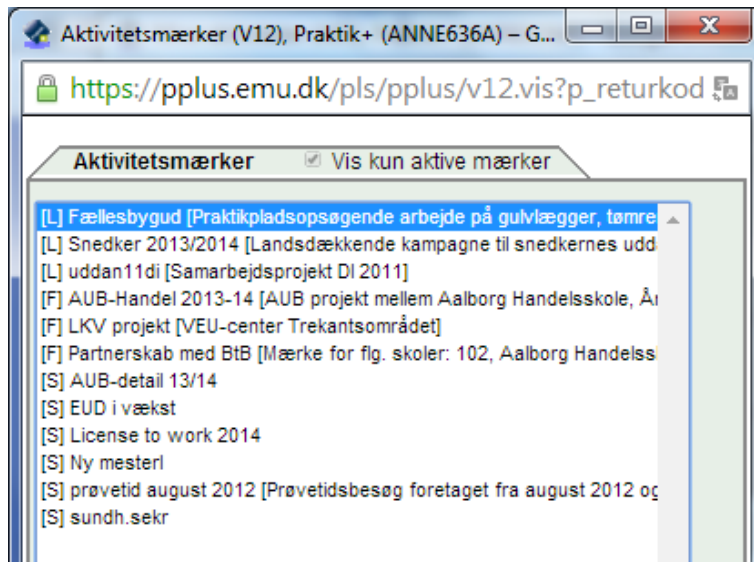 Aktivitetsmærker (V12), Praktik+ (ANNE636A) – G...
https://pplus.emu.dk/pls/pplus/v12.vis?p_returkod
Aktivitetsmærker Vis kun aktive mærker
[L] Fællesbygud [Praktikpladsopsøgende arbejde på gulvlægger, tømre
[L] Snedker 2013/2014 [Landsdækkende kampagne til snedkernes udda
[L] uddan11di [Samarbejdsprojekt DI 2011]
[F] AUB-Handel 2013-14 [AUB projekt mellem Aalborg Handelsskole, År
[F] LKV projekt [VEU-center Trekantsområdet]
[F] Partnerskab med BtB [Mærke for flg. skoler: 102, Aalborg Handelssk
[S] AUB-detail 13/14
[S] EUD i vækst
[S] License to work 2014
[S] Ny mesterl
[S] prøvetid august 2012 [Prøvetidsbesøg foretaget fra august 2012 og
[S] sundh.sekr